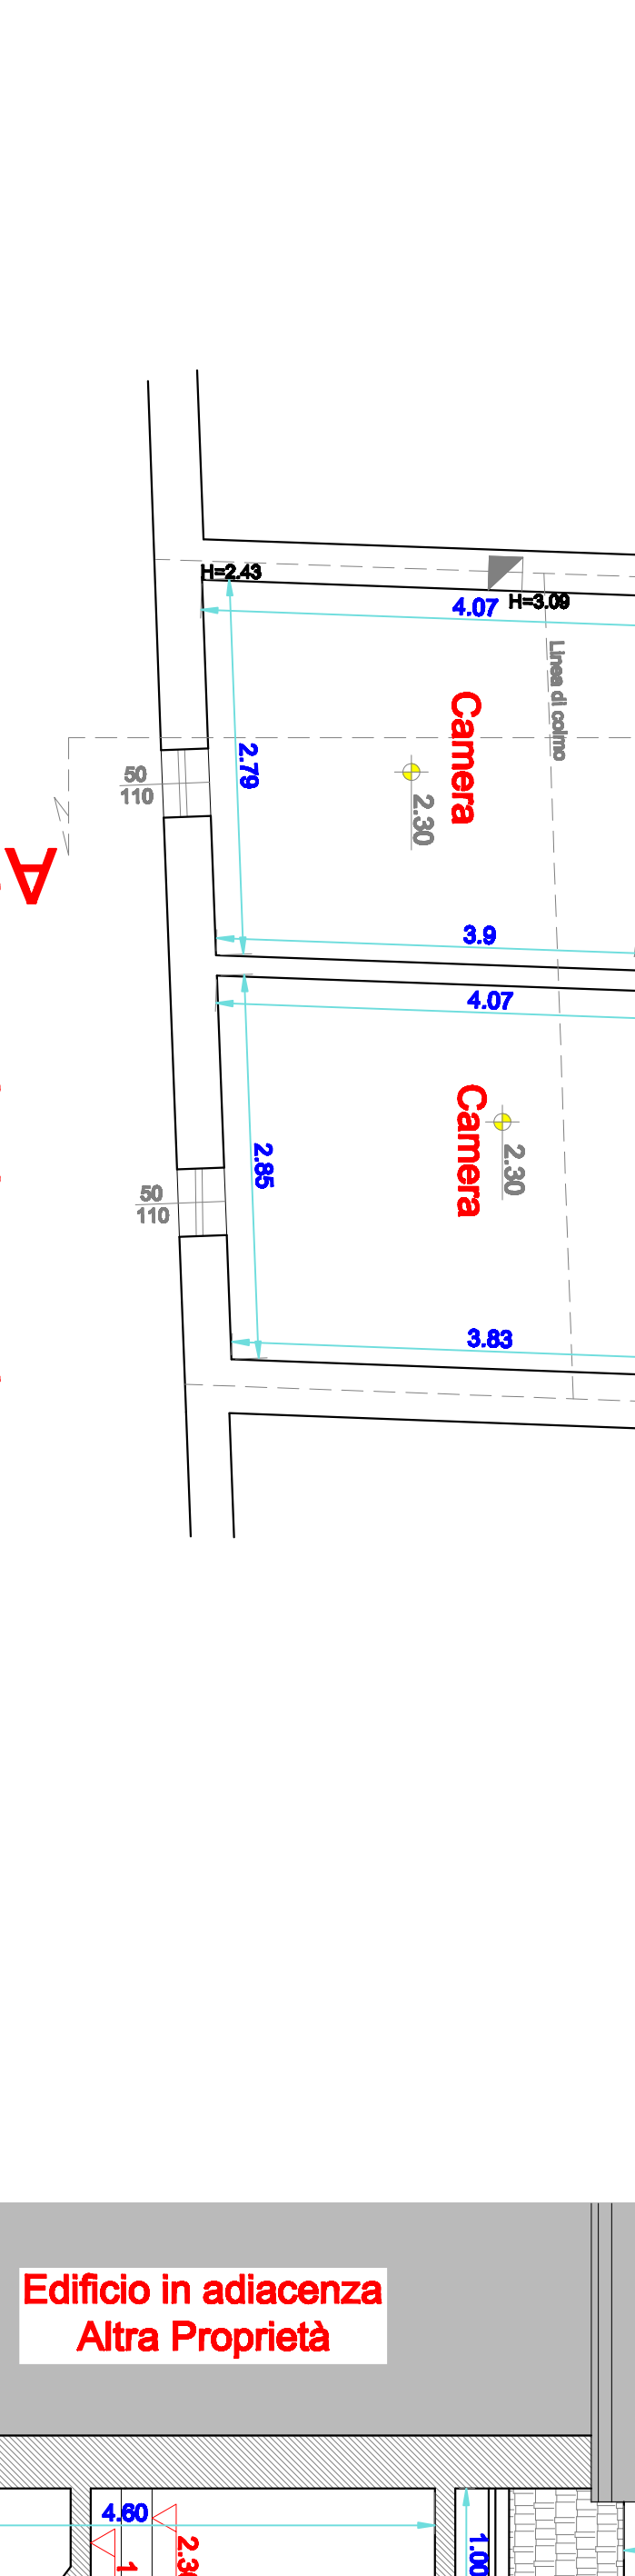 H=2.43
4.07
H=3.09
Linea di colmo
Camera
2.79
50
110
2.30
A
3.9
4.07
Camera
2.30
2.85
50
110
3.83
Edificio in adiacenza
Altra Proprietà
4.60
1.00